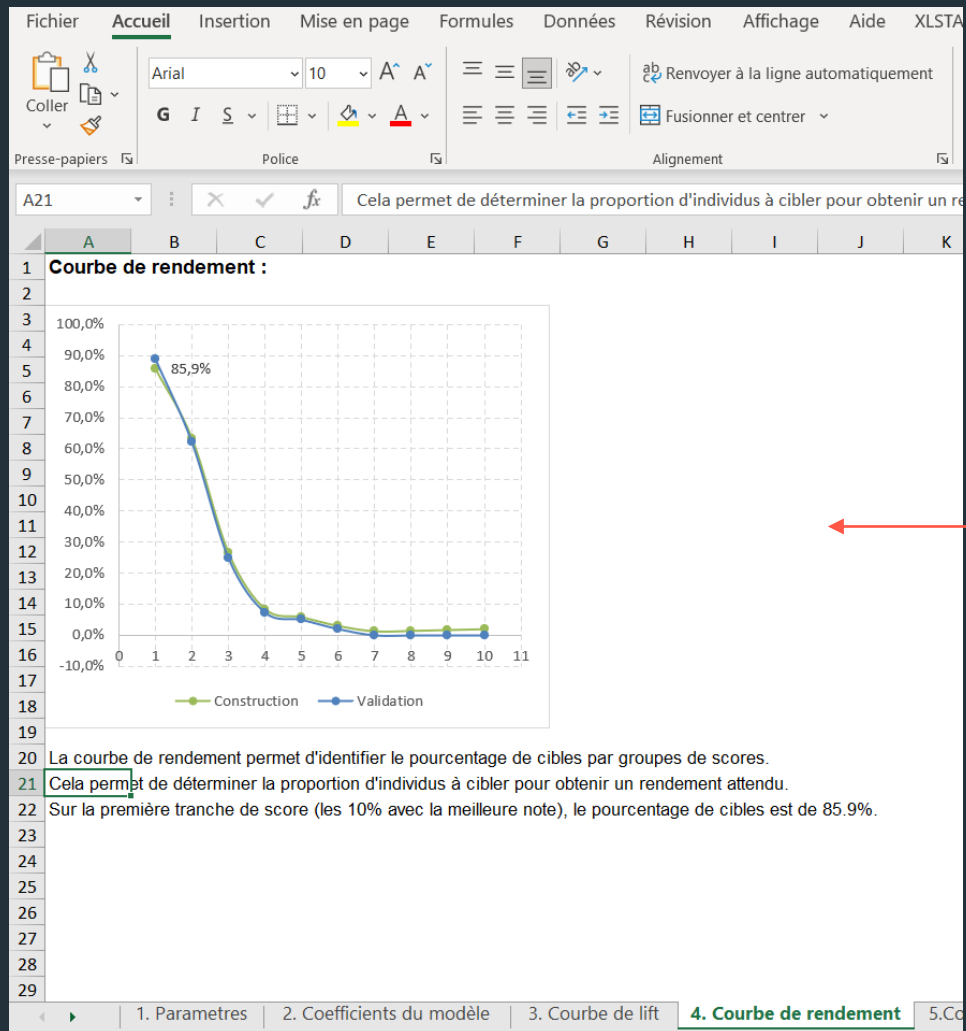 Fichier Accueil Insertion Mise en page Formules Données Révision Affichage Aide XLSTA
Arial 10
Renvoyer à la ligne automatiquement
Coller
G I S A Fusionner et centrer
Presse-papiers Police Alignement
A21 fx Cela permet de déterminer la proportion d'individus à cibler pour obtenir un re
A B C D E F G H I J K
1 Courbe de rendement :
2
3
4
5
6
7
8
9
10
11
12
13
14
15
16
17
18
19
100,0%
90,0%
85,9%
80,0%
70,0%
60,0%
50,0%
40,0%
30,0%
20,0%
10,0%
0,0%
0 1 2 3 4 5 6 7 8 9 10 11
-10,0%
Construction Validation
20 La courbe de rendement permet d'identifier le pourcentage de cibles par groupes de scores.
21 Cela permet de déterminer la proportion d'individus à cibler pour obtenir un rendement attendu.
22 Sur la première tranche de score (les 10% avec la meilleure note), le pourcentage de cibles est de 85.9%.
23
24
25
26
27
28
29
1. Parametres 2. Coefficients du modèle 3. Courbe de lift 4. Courbe de rendement 5.Co